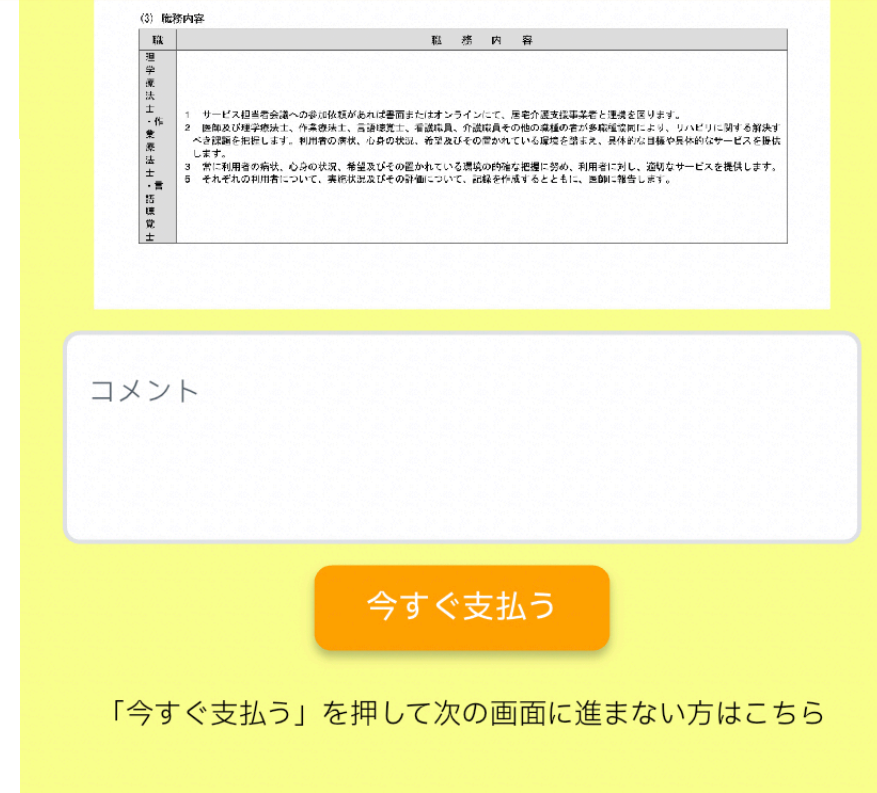 (3) 職務内容
職 職務内容
理学療法士・作業療法士・言語聴覚士
1 サービス担当者会議への参加依頼があれば書面またはオンラインにて、居宅介護支援事業者と連携を図ります。
2 医師及び理学療法士、作業療法士、言語聴覚士、看護職員、介護職員その他の職種の者が多職種協同により、リハビリに関する解決す
べき課題を把握します。利用者の病状、心身の状況、希望及びその置かれている環境を踏まえ、具体的な目標や具体的なサービスを提供
します。
3 常に利用者の病状、心身の状況、希望及びその置かれている環境の的確な把握に努め、利用者に対し、適切なサービスを提供します。
5 それぞれの利用者について、実施状況及びその評価について、記録を作成するとともに、医師に報告します。
コメント
今すぐ支払う
「今すぐ支払う」を押して次の画面に進まない方はこちら